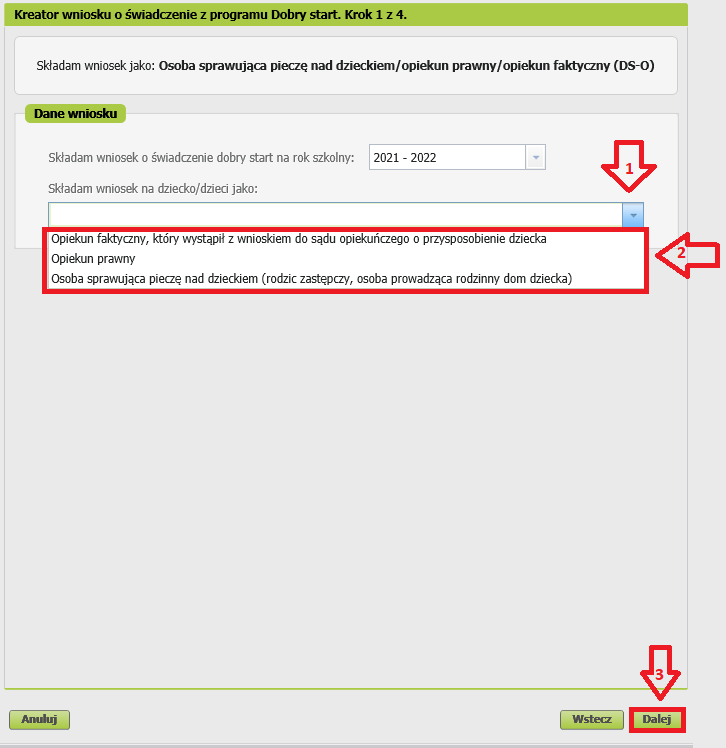 Kreator wniosku o świadczenie z programu Dobry start. Krok 1 z 4.
Składam wniosek jako: Osoba sprawująca pieczę nad dzieckiem/opiekun prawny/opiekun faktyczny (DS-O)
Dane wniosku
Składam wniosek o świadczenie dobry start na rok szkolny: 2021 - 2022
1
Składam wniosek na dziecko/dzieci jako:
Opiekun faktyczny, który wystąpił z wnioskiem do sądu opiekuńczego o przysposobienie dziecka
2
Opiekun prawny
Osoba sprawująca pieczę nad dzieckiem (rodzic zastępczy, osoba prowadząca rodzinny dom dziecka)
3
Anuluj Wstecz Dalej